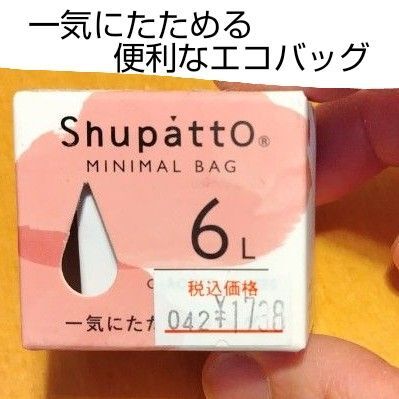 一気にたためる
便利なエコバッグ
Shupatto®
MINIMAL BAG
6L
税込価格
042 ¥1738
一気にたた